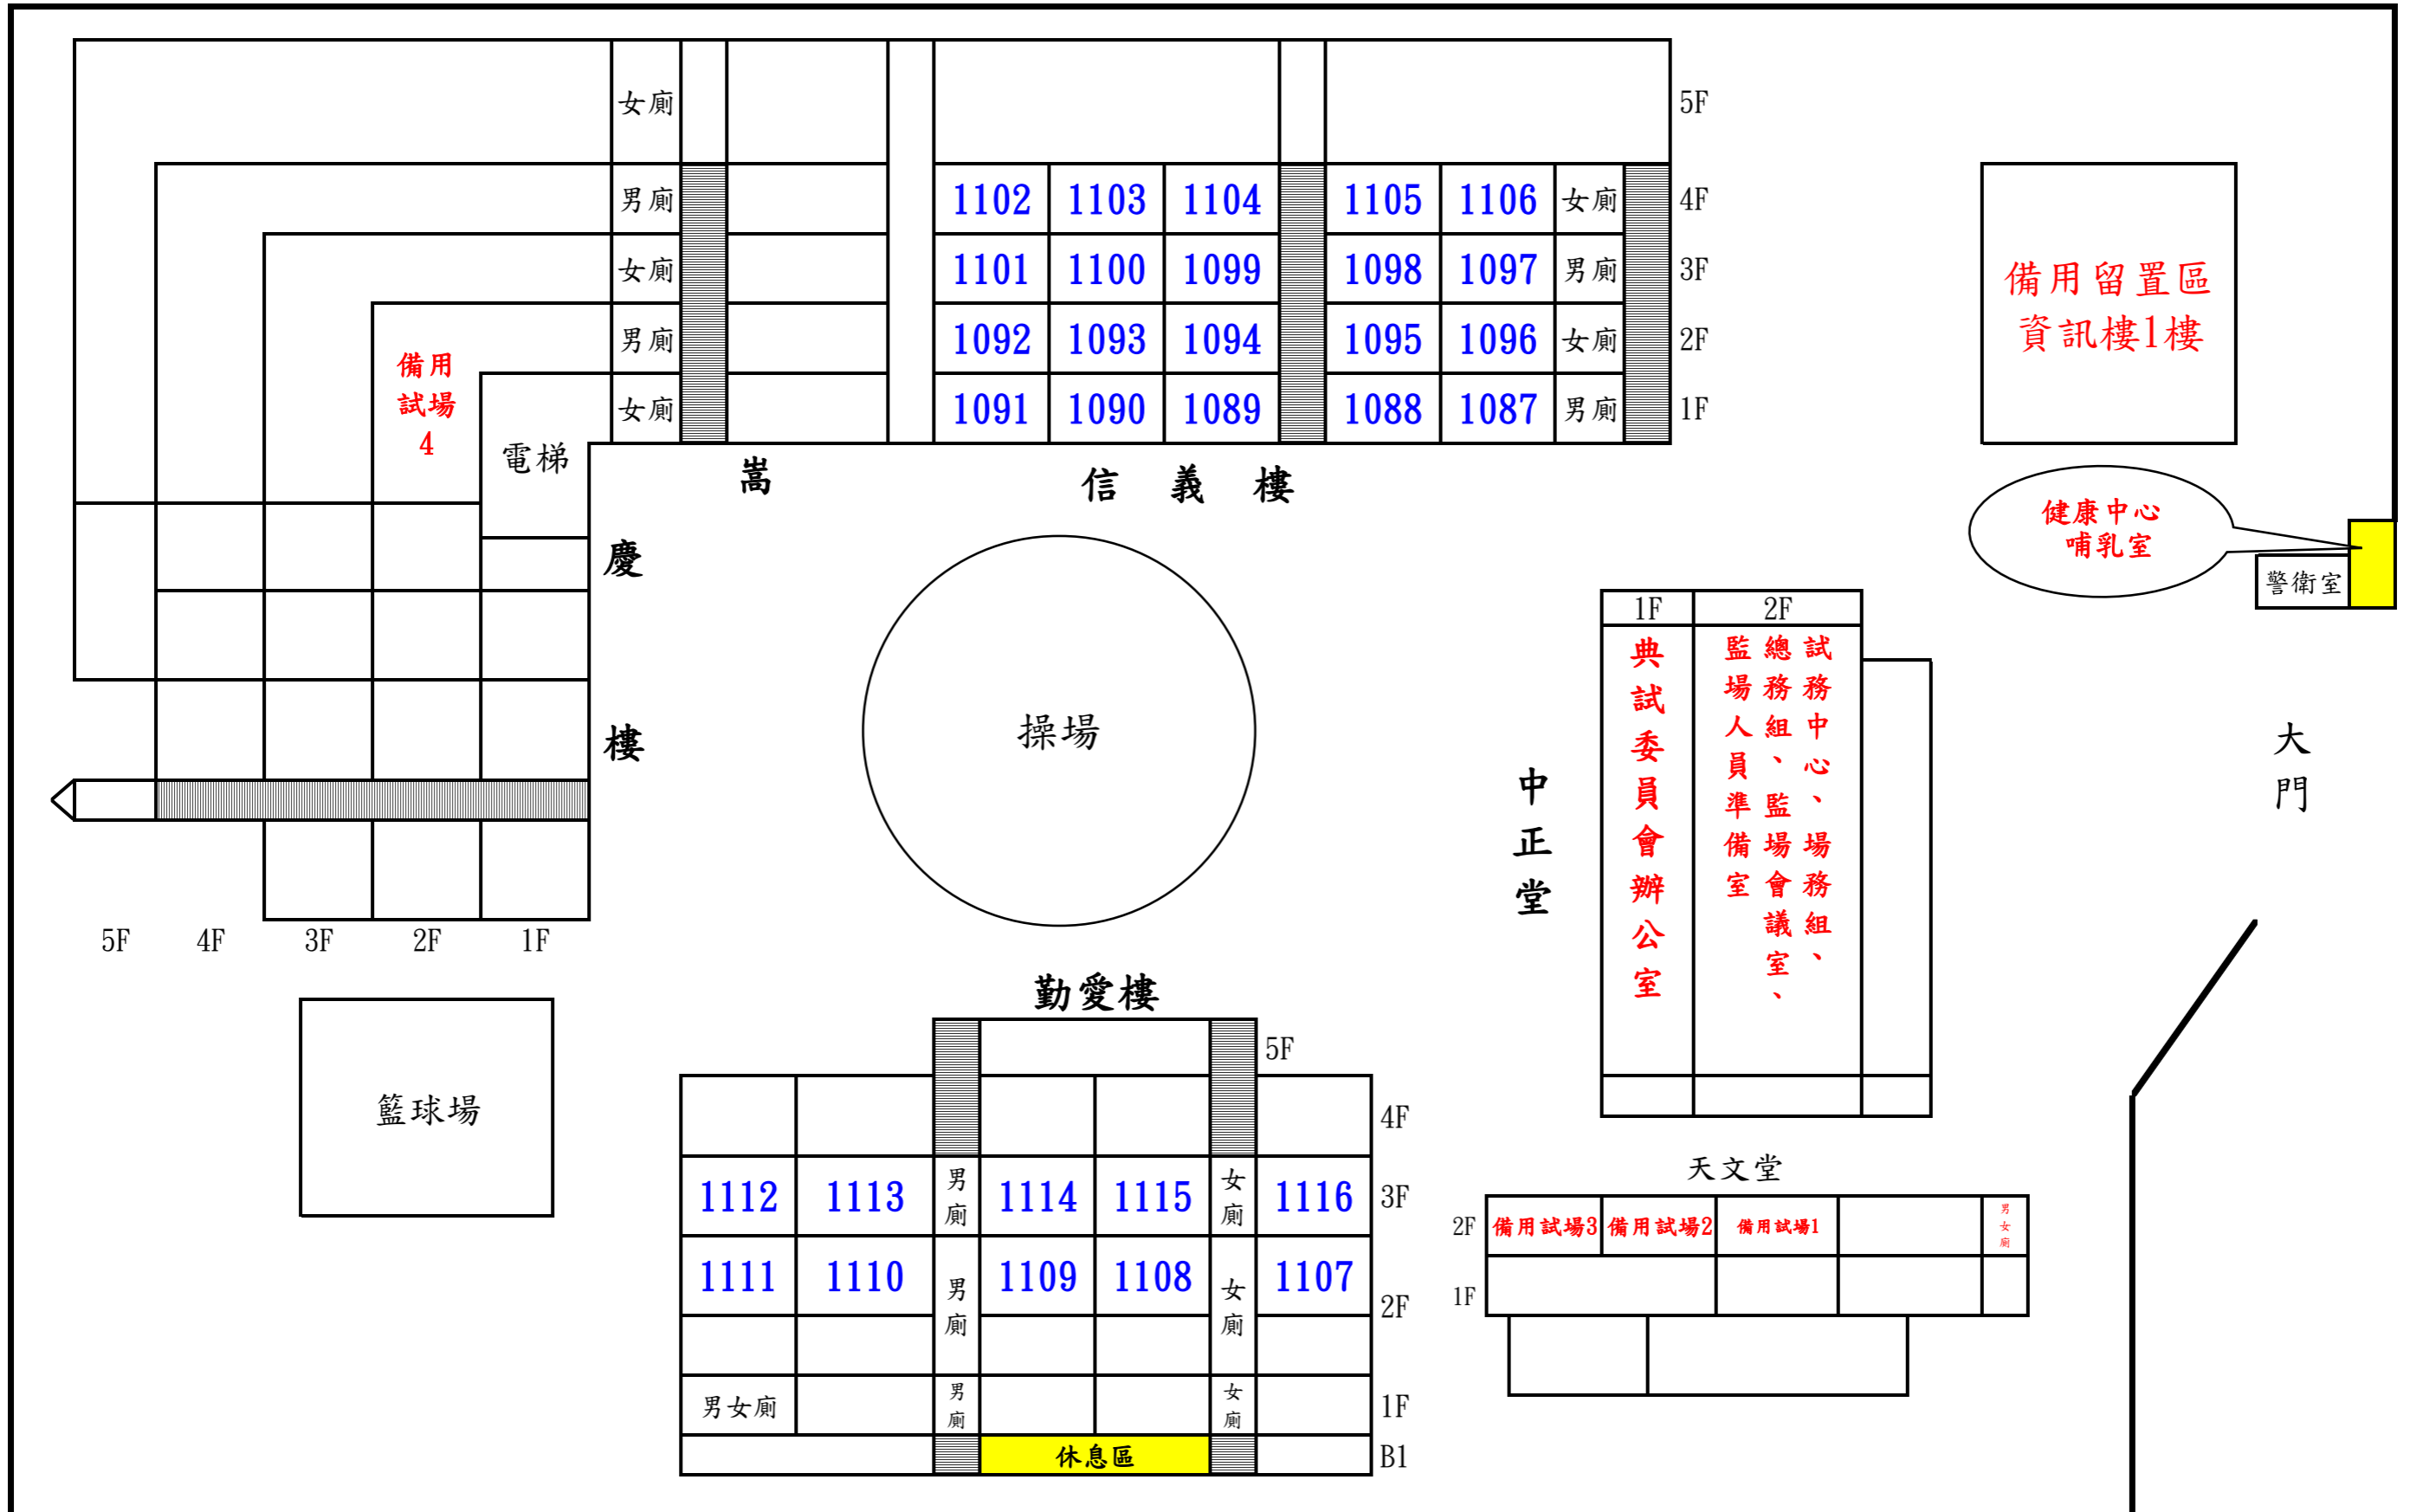 女廁 5F
男廁 1102 1103 1104 1105 1106 女廁 4F
女廁 1101 1100 1099 1098 1097 男廁 3F
男廁 1092 1093 1094 1095 1096 女廁 2F
女廁 1091 1090 1089 1088 1087 男廁 1F
備用
試場
4
電梯
嵩
慶
樓
信義樓
備用留置區
資訊樓1樓
健康中心
哺乳室
警衛室
操場
中正堂
1F 2F
典試委員會辦公室
試務中心、場務組、
總務組、監場會議室、
監場人員準備室
大門
5F 4F 3F 2F 1F
籃球場
勤愛樓
5F
4F
1112 1113 男廁 1114 1115 女廁 1116 3F
1111 1110 男廁 1109 1108 女廁 1107 2F
男女廁 男廁 女廁 1F
休息區 B1
天文堂
2F 備用試場3 備用試場2 備用試場1 男女廁
1F